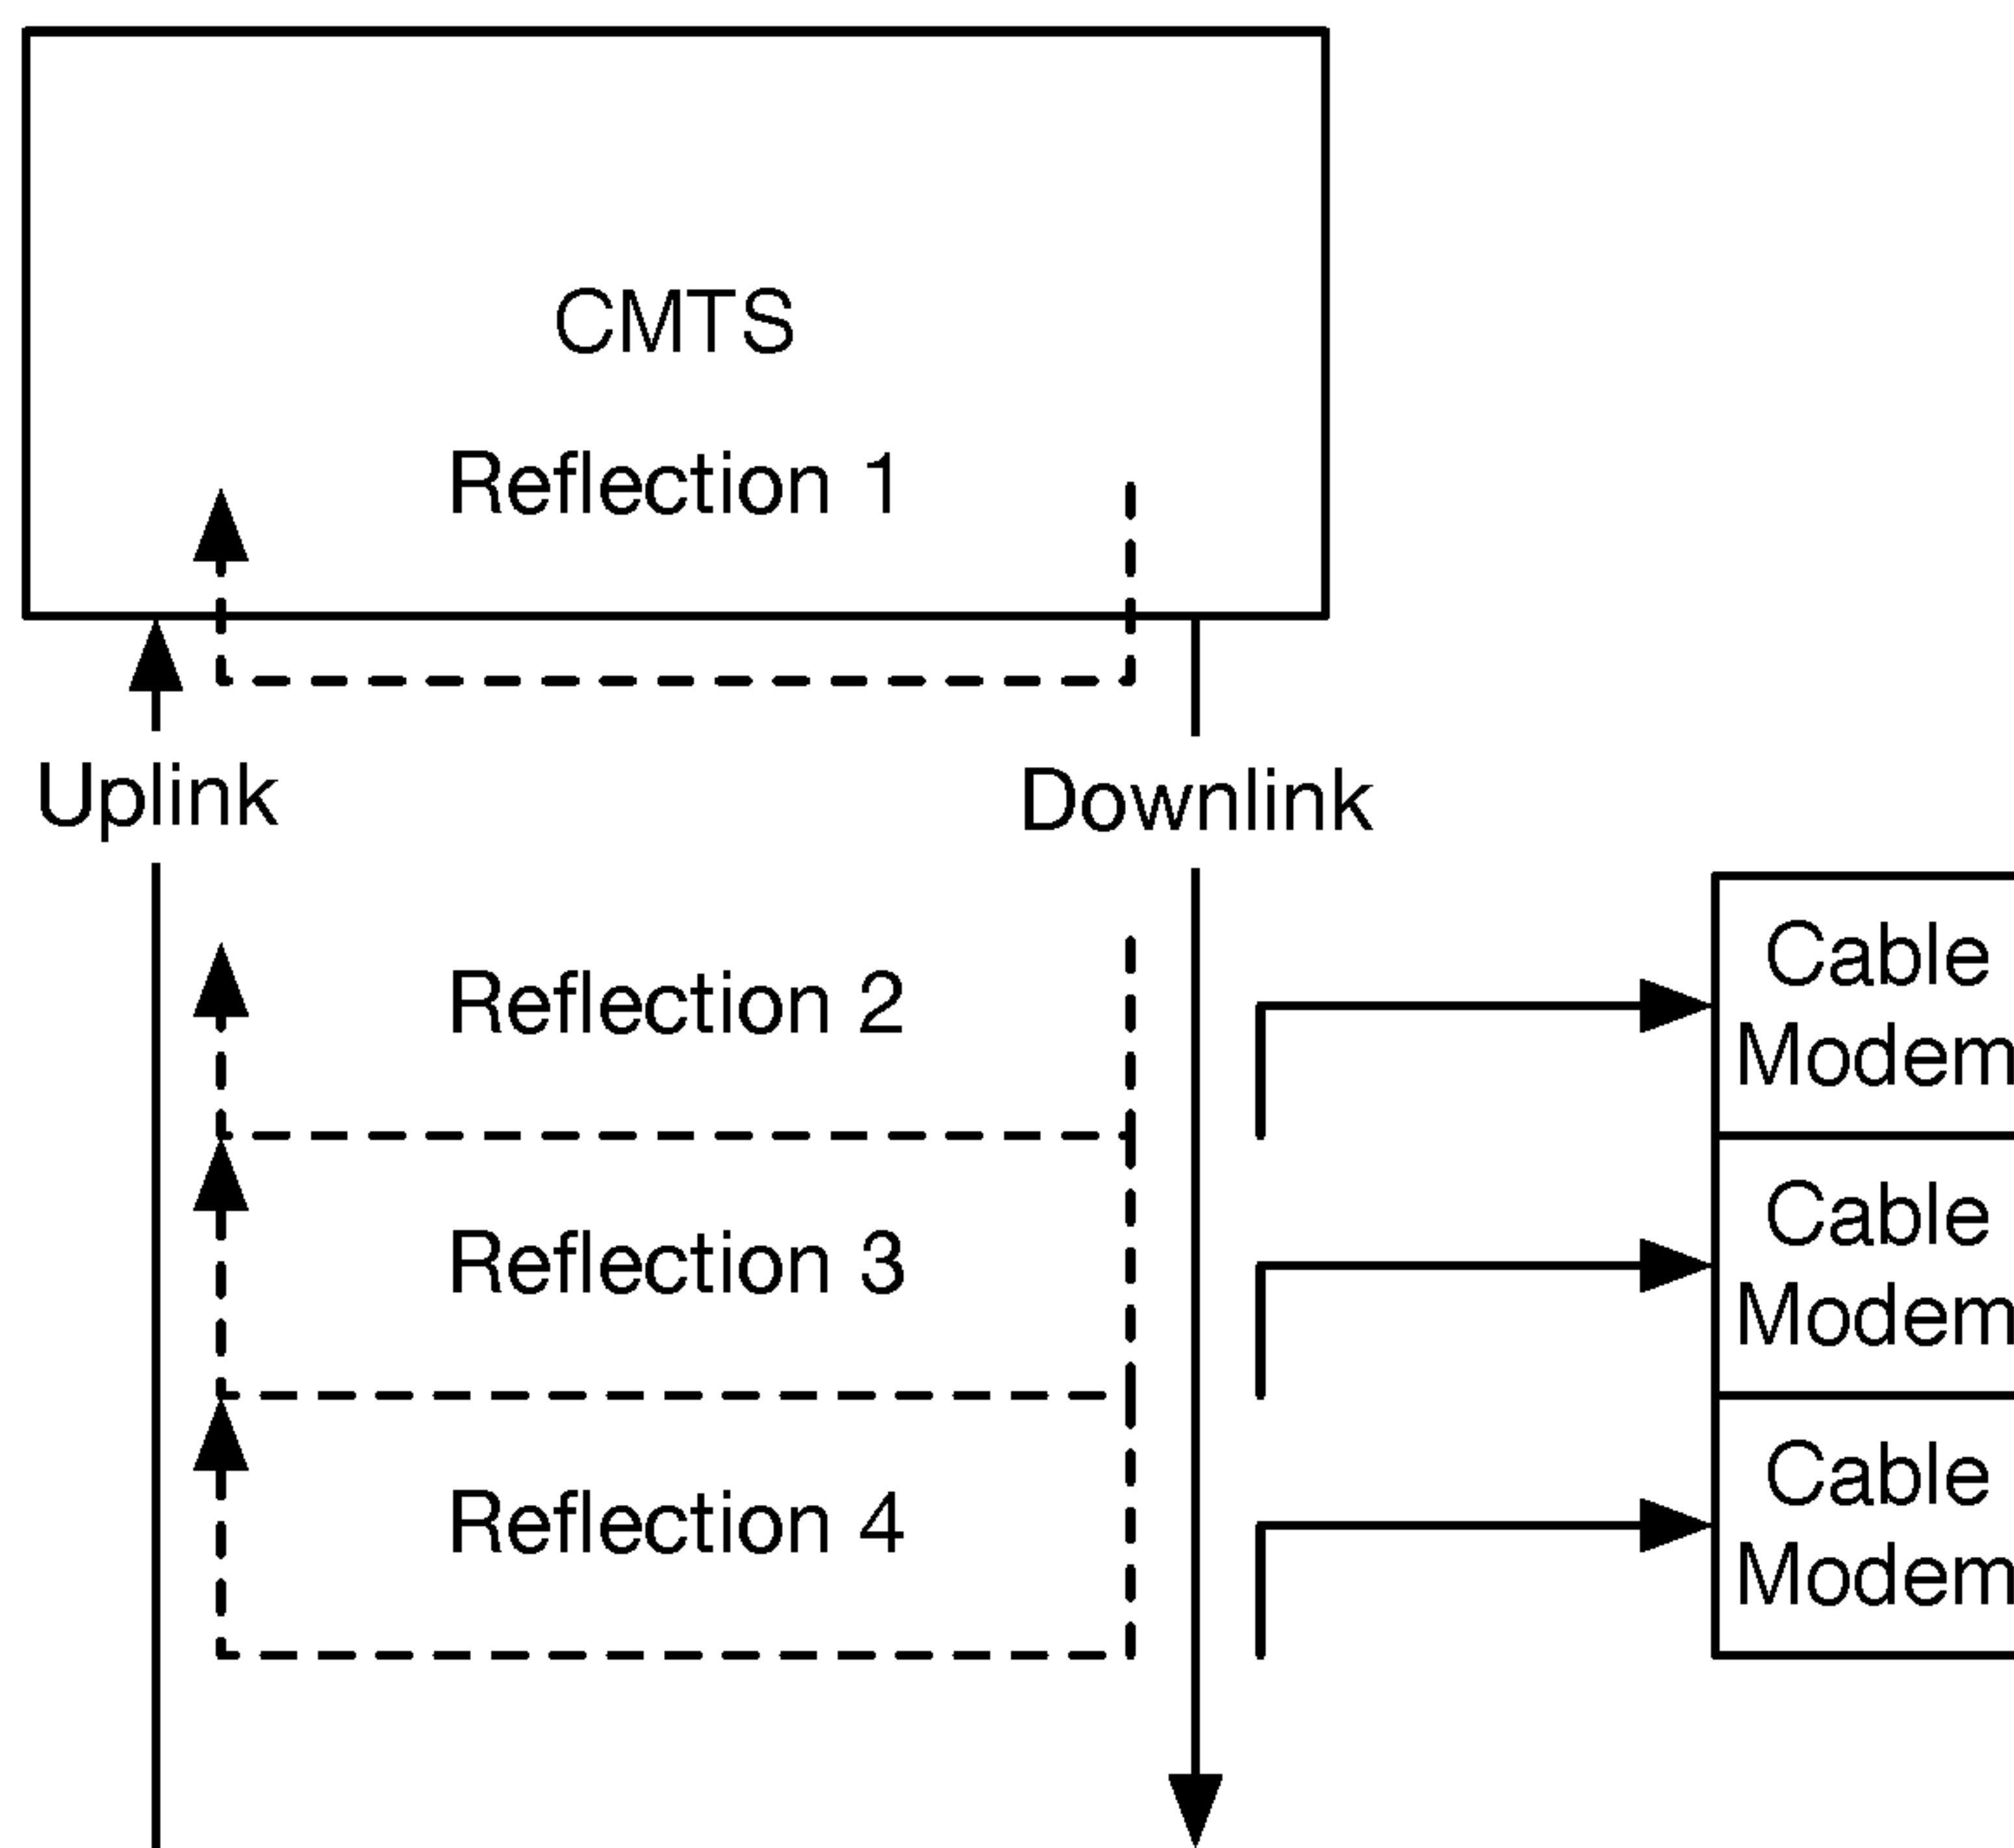 CMTS
Reflection 1
Uplink
Downlink
Reflection 2
Cable
Modem
Reflection 3
Cable
Modem
Reflection 4
Cable
Modem